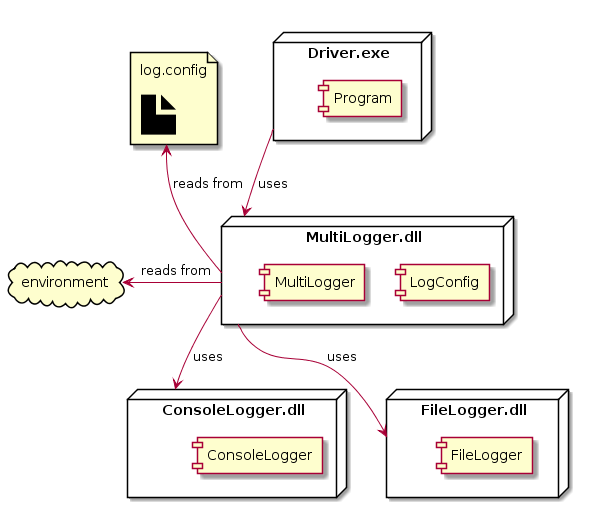 Driver.exe
log.config
Program
reads from
uses
MultiLogger.dll
reads from
environment
MultiLogger
LogConfig
uses
uses
ConsoleLogger.dll
FileLogger.dll
ConsoleLogger
FileLogger